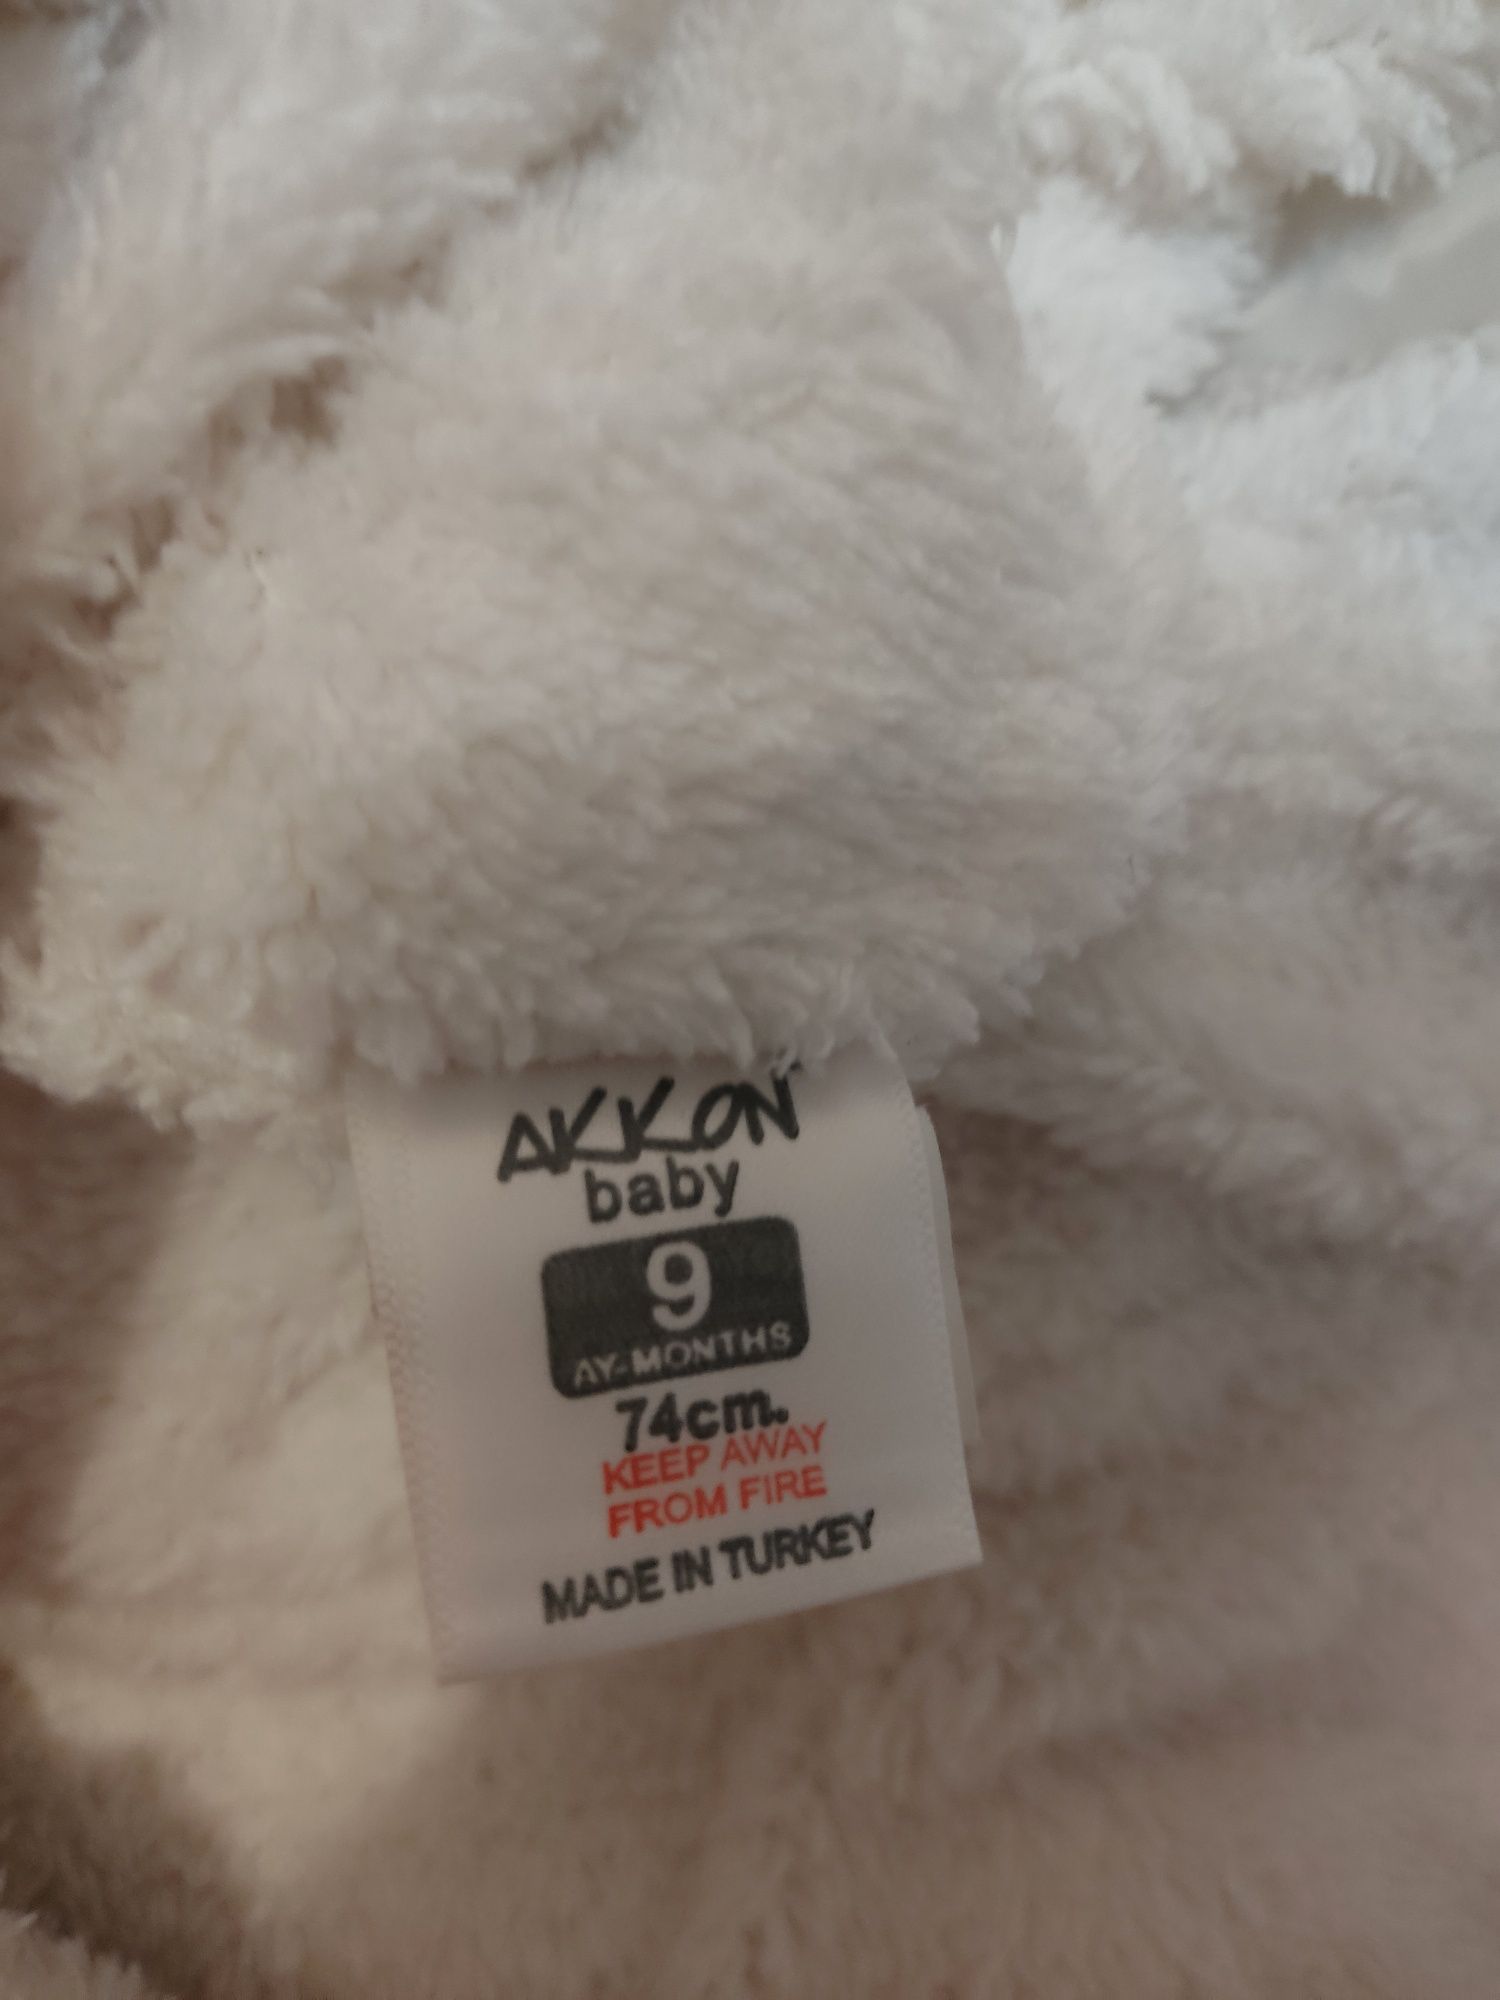 AKKON
baby
9
AY-MONTHS
74cm.
KEEP AWAY
FROM FIRE
MADE IN TURKEY